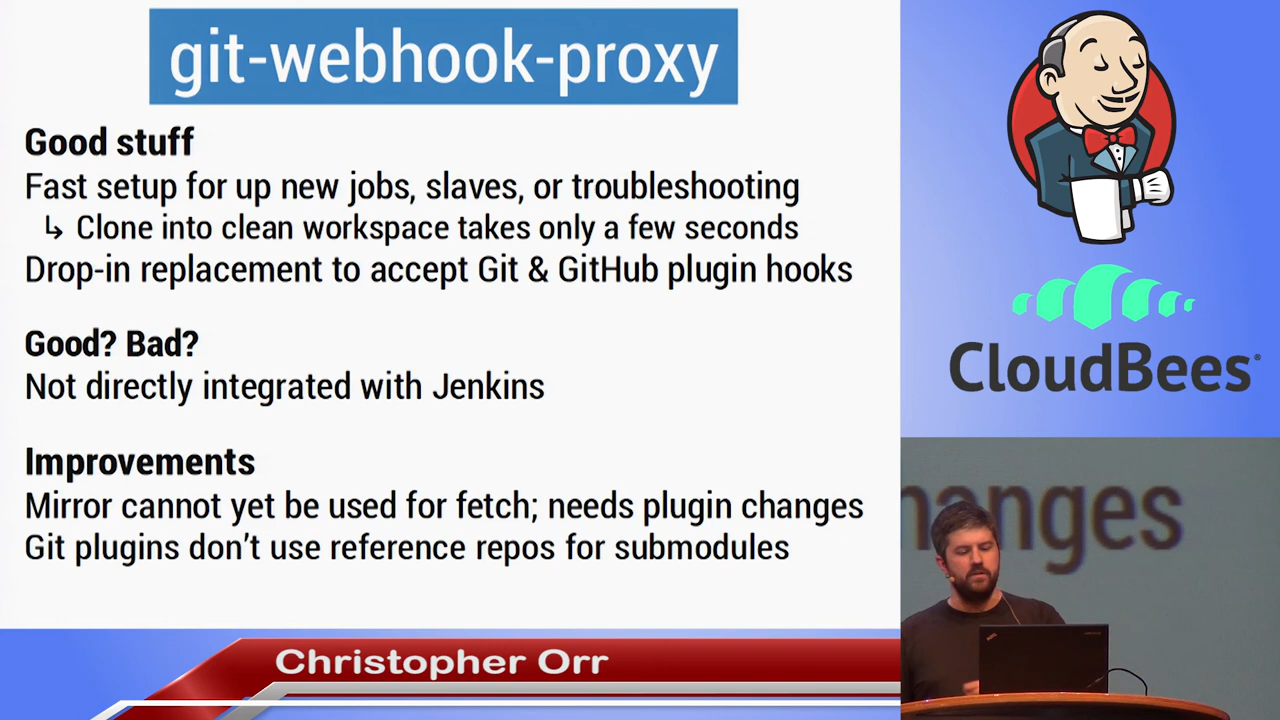 git-webhook-proxy
Good stuff
Fast setup for up new jobs, slaves, or troubleshooting
↳ Clone into clean workspace takes only a few seconds
Drop-in replacement to accept Git & GitHub plugin hooks
Good? Bad?
Not directly integrated with Jenkins
Improvements
Mirror cannot yet be used for fetch; needs plugin changes
Git plugins don’t use reference repos for submodules
CloudBees®
hanges
Christopher Orr